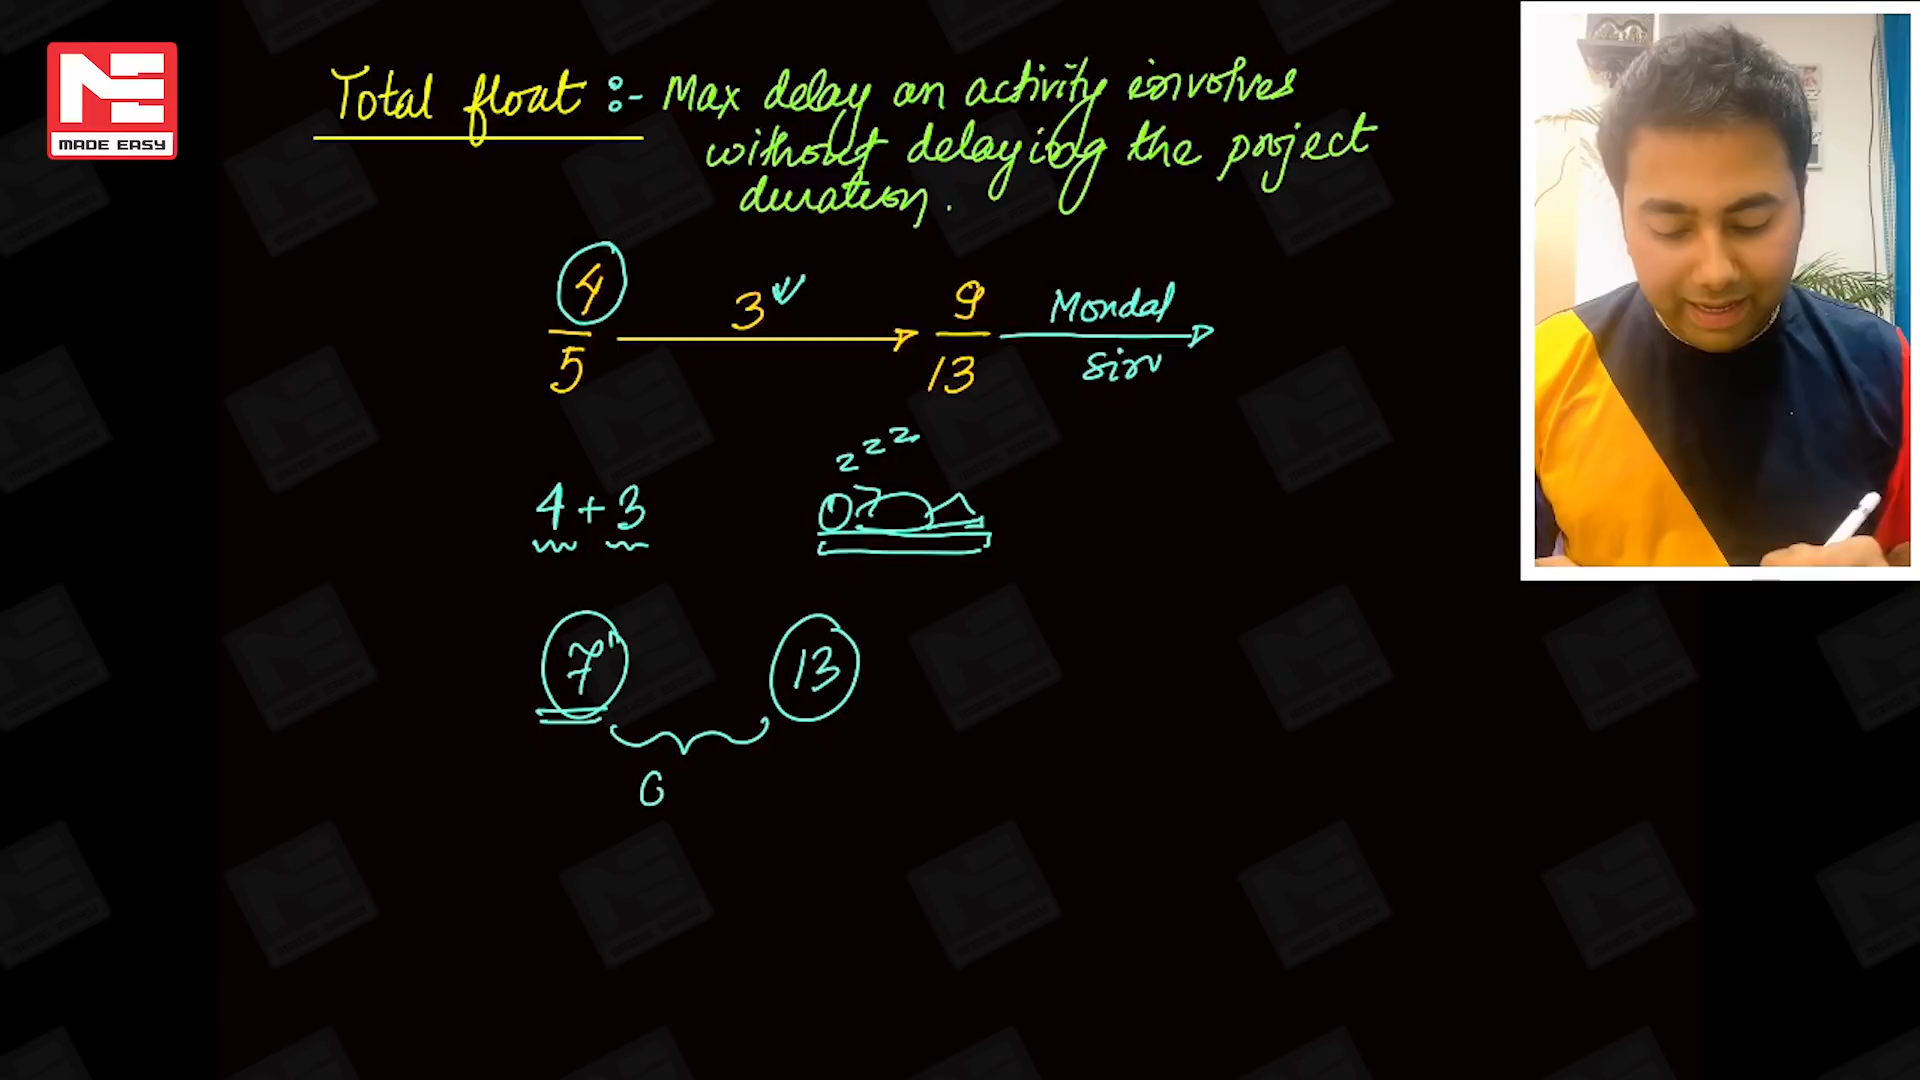 ME
MADE EASY
Total float :- Max delay an activity involves
without delaying the project
duration.
4 3 9 Mondal
5 13 Sir
z z z
4 + 3
7 13
6